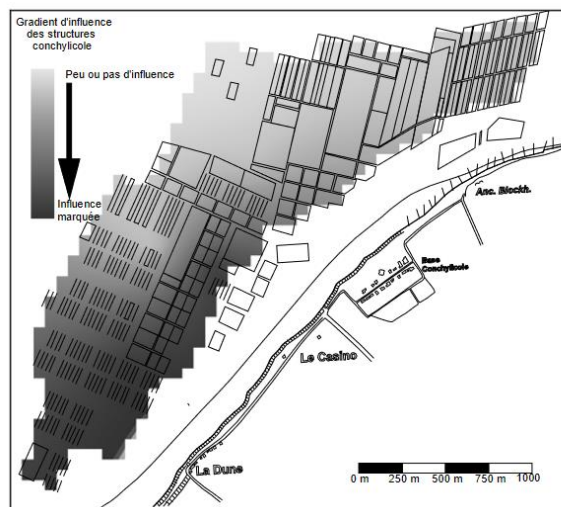 Gradient d'influence
des structures
conchylicole
Peu ou pas d'influence
Influence
marquée
Anc. Blockh.
Base
Conchylicole
Le Casino
La Dune
0 m 250 m 500 m 750 m 1000